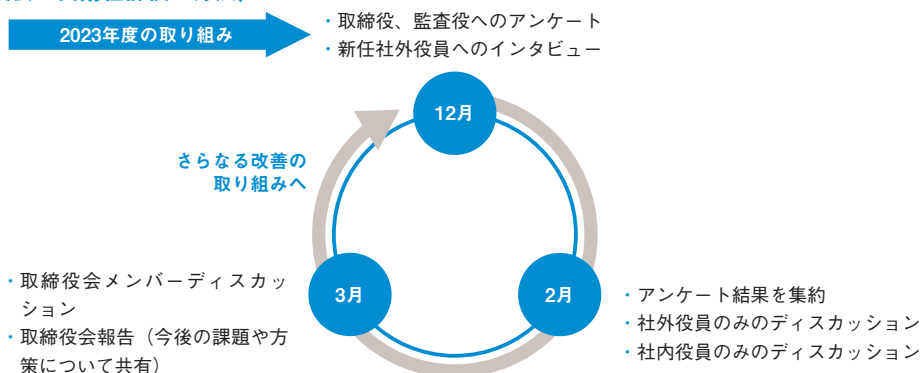 2023年度の取り組み
・取締役、監査役へのアンケート
・新任社外役員へのインタビュー
12月
さらなる改善の
取り組みへ
3月
2月
・取締役会メンバーディスカッ
ション
・取締役会報告（今後の課題や方
策について共有）
・アンケート結果を集約
・社外役員のみのディスカッション
・社内役員のみのディスカッション